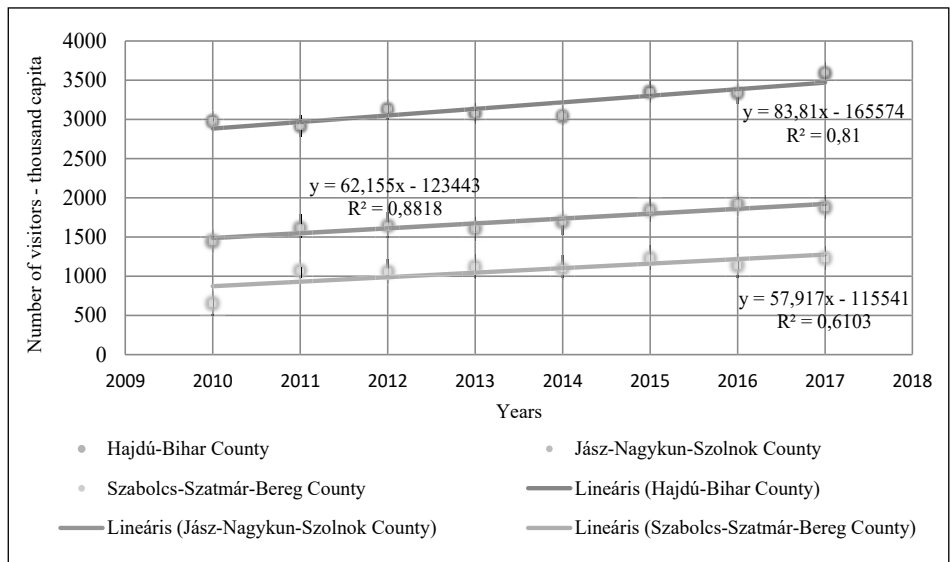 Number of visitors - thousand capita
4000
3500
3000
2500
2000
1500
1000
500
0
y = 83,81x - 165574
R² = 0,81
y = 62,155x - 123443
R² = 0,8818
y = 57,917x - 115541
R² = 0,6103
2009 2010 2011 2012 2013 2014 2015 2016 2017 2018
Years
Hajdú-Bihar County Jász-Nagykun-Szolnok County
Szabolcs-Szatmár-Bereg County Lineáris (Hajdú-Bihar County)
Lineáris (Jász-Nagykun-Szolnok County) Lineáris (Szabolcs-Szatmár-Bereg County)